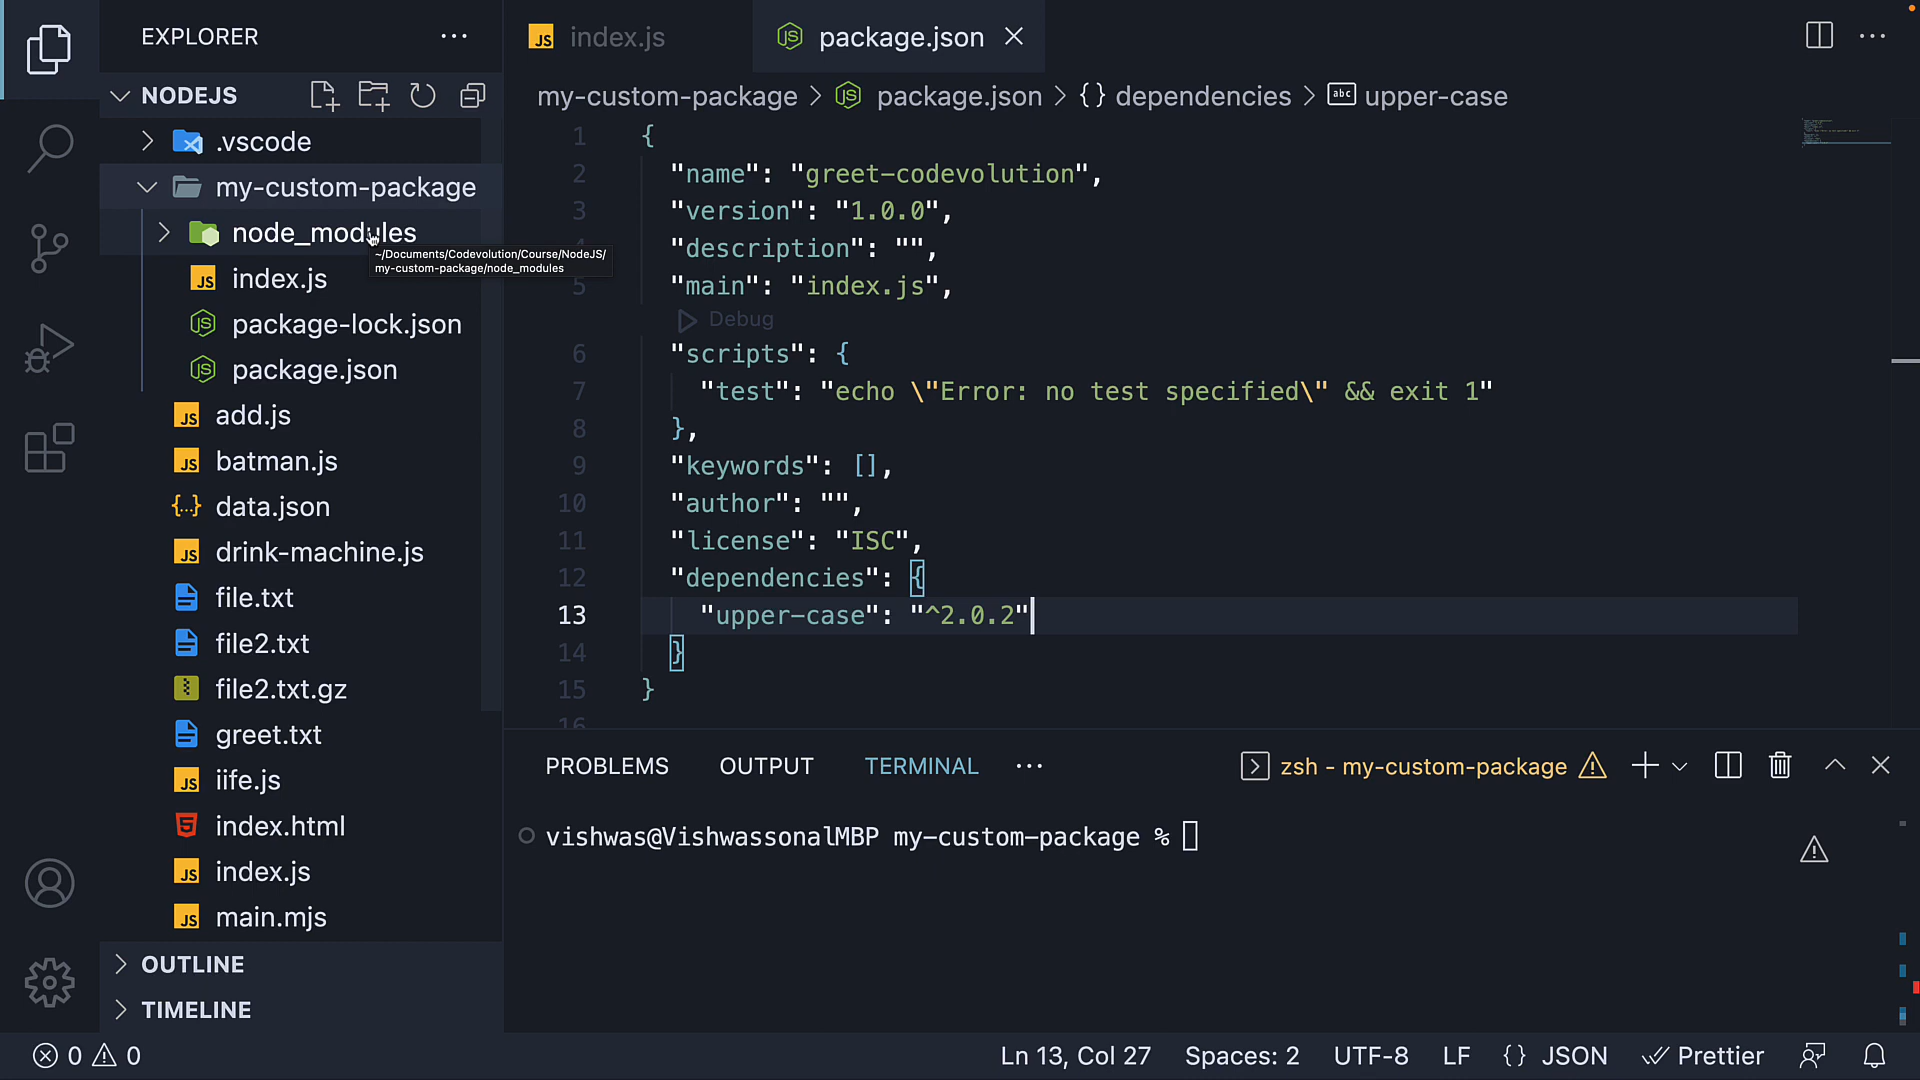 EXPLORER
NODEJS
.vscode
my-custom-package
node_modules
~/Documents/Codevolution/Course/NodeJS/
my-custom-package/node_modules
index.js
package-lock.json
package.json
add.js
batman.js
data.json
drink-machine.js
file.txt
file2.txt
file2.txt.gz
greet.txt
iife.js
index.html
index.js
main.mjs
OUTLINE
TIMELINE
index.js
package.json
my-custom-package > package.json > {} dependencies > abc upper-case
1 {
2 "name": "greet-codevolution",
3 "version": "1.0.0",
4 "description": "",
5 "main": "index.js",
Debug
6 "scripts": {
7 "test": "echo \"Error: no test specified\" && exit 1"
8 },
9 "keywords": [],
10 "author": "",
11 "license": "ISC",
12 "dependencies": {
13 "upper-case": "^2.0.2"
14 }
15 }
16
PROBLEMS OUTPUT TERMINAL
zsh - my-custom-package
vishwas@VishwassonalMBP my-custom-package %
0 0
Ln 13, Col 27 Spaces: 2 UTF-8 LF {} JSON Prettier